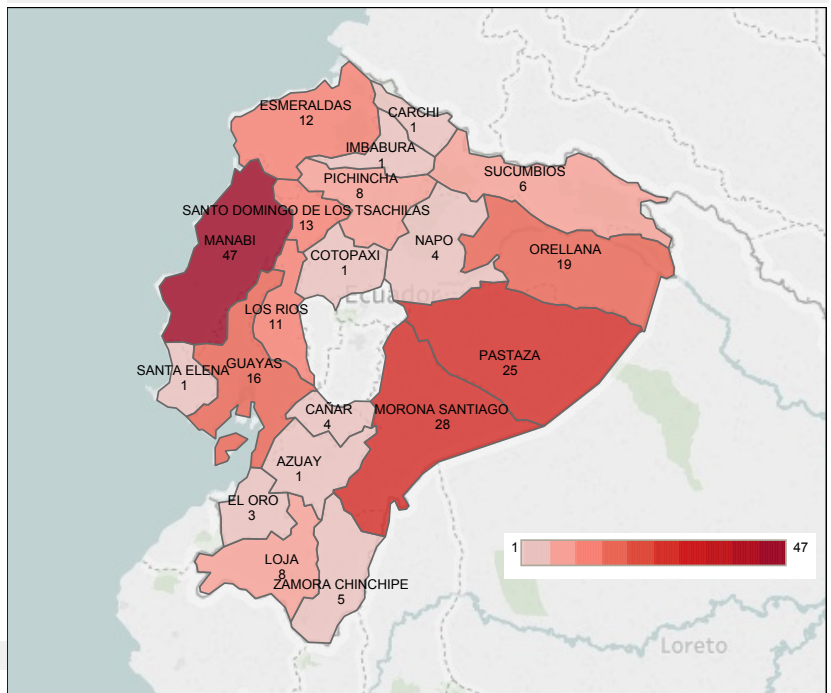 ESMERALDAS
12
CARCHI
1
IMBABURA
1
PICHINCHA
8
SUCUMBIOS
6
SANTO DOMINGO DE LOS TSACHILAS
13
MANABI
47
NAPO
4
ORELLANA
19
COTOPAXI
1
Ecuador
LOS RIOS
11
PASTAZA
25
SANTA ELENA
1
GUAYAS
16
CAÑAR
4
MORONA SANTIAGO
28
AZUAY
1
EL ORO
3
LOJA
8
ZAMORA CHINCHIPE
5
1
47
Loreto